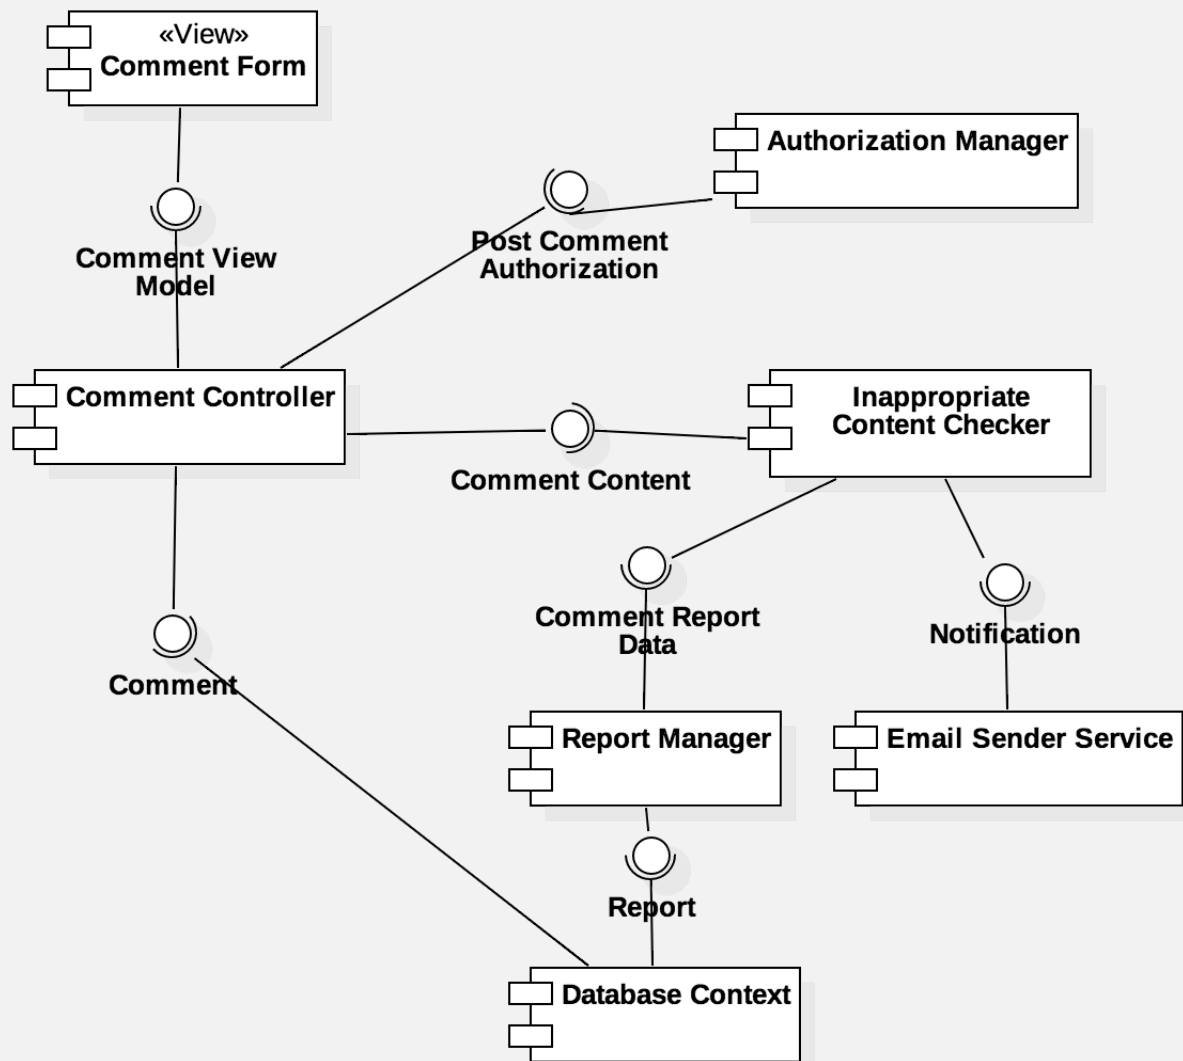 «View»
Comment Form
Authorization Manager
Post Comment
Authorization
Comment View
Model
Comment Controller
Inappropriate
Content Checker
Comment Content
Comment Report
Data
Notification
Comment
Report Manager
Email Sender Service
Report
Database Context